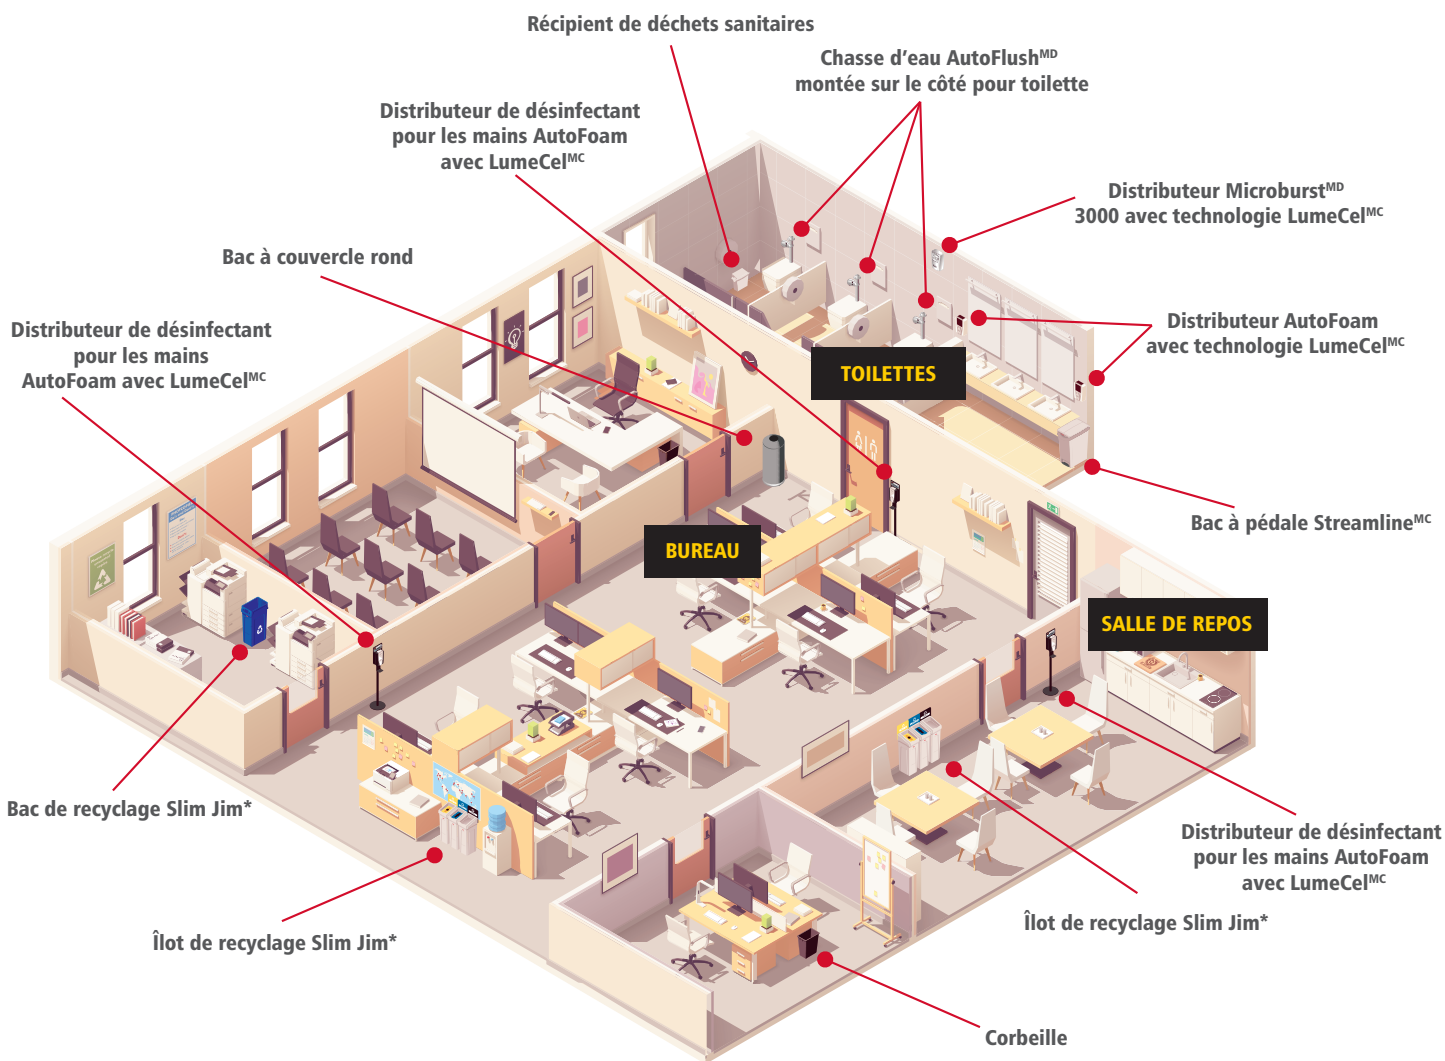 Récipient de déchets sanitaires
Chasse d'eau AutoFlushMD
montée sur le côté pour toilette
Distributeur de désinfectant
pour les mains AutoFoam
avec LumeCelMC
Distributeur MicroburstMD
3000 avec technologie LumeCelMC
Bac à couvercle rond
Distributeur de désinfectant
pour les mains
AutoFoam avec LumeCelMC
Distributeur AutoFoam
avec technologie LumeCelMC
TOILETTES
Bac à pédale StreamlineMC
BUREAU
SALLE DE REPOS
Bac de recyclage Slim Jim*
Distributeur de désinfectant
pour les mains AutoFoam
avec LumeCelMC
Îlot de recyclage Slim Jim*
Îlot de recyclage Slim Jim*
Corbeille